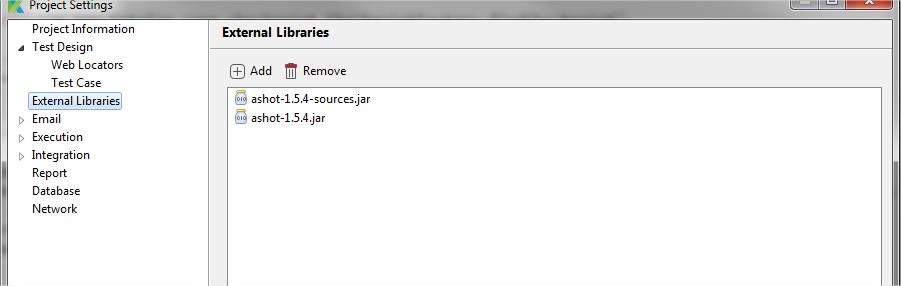 Project Settings
Project Information
Test Design
Web Locators
Test Case
External Libraries
Email
Execution
Integration
Report
Database
Network
External Libraries
Add
Remove
ashot-1.5.4-sources.jar
ashot-1.5.4.jar